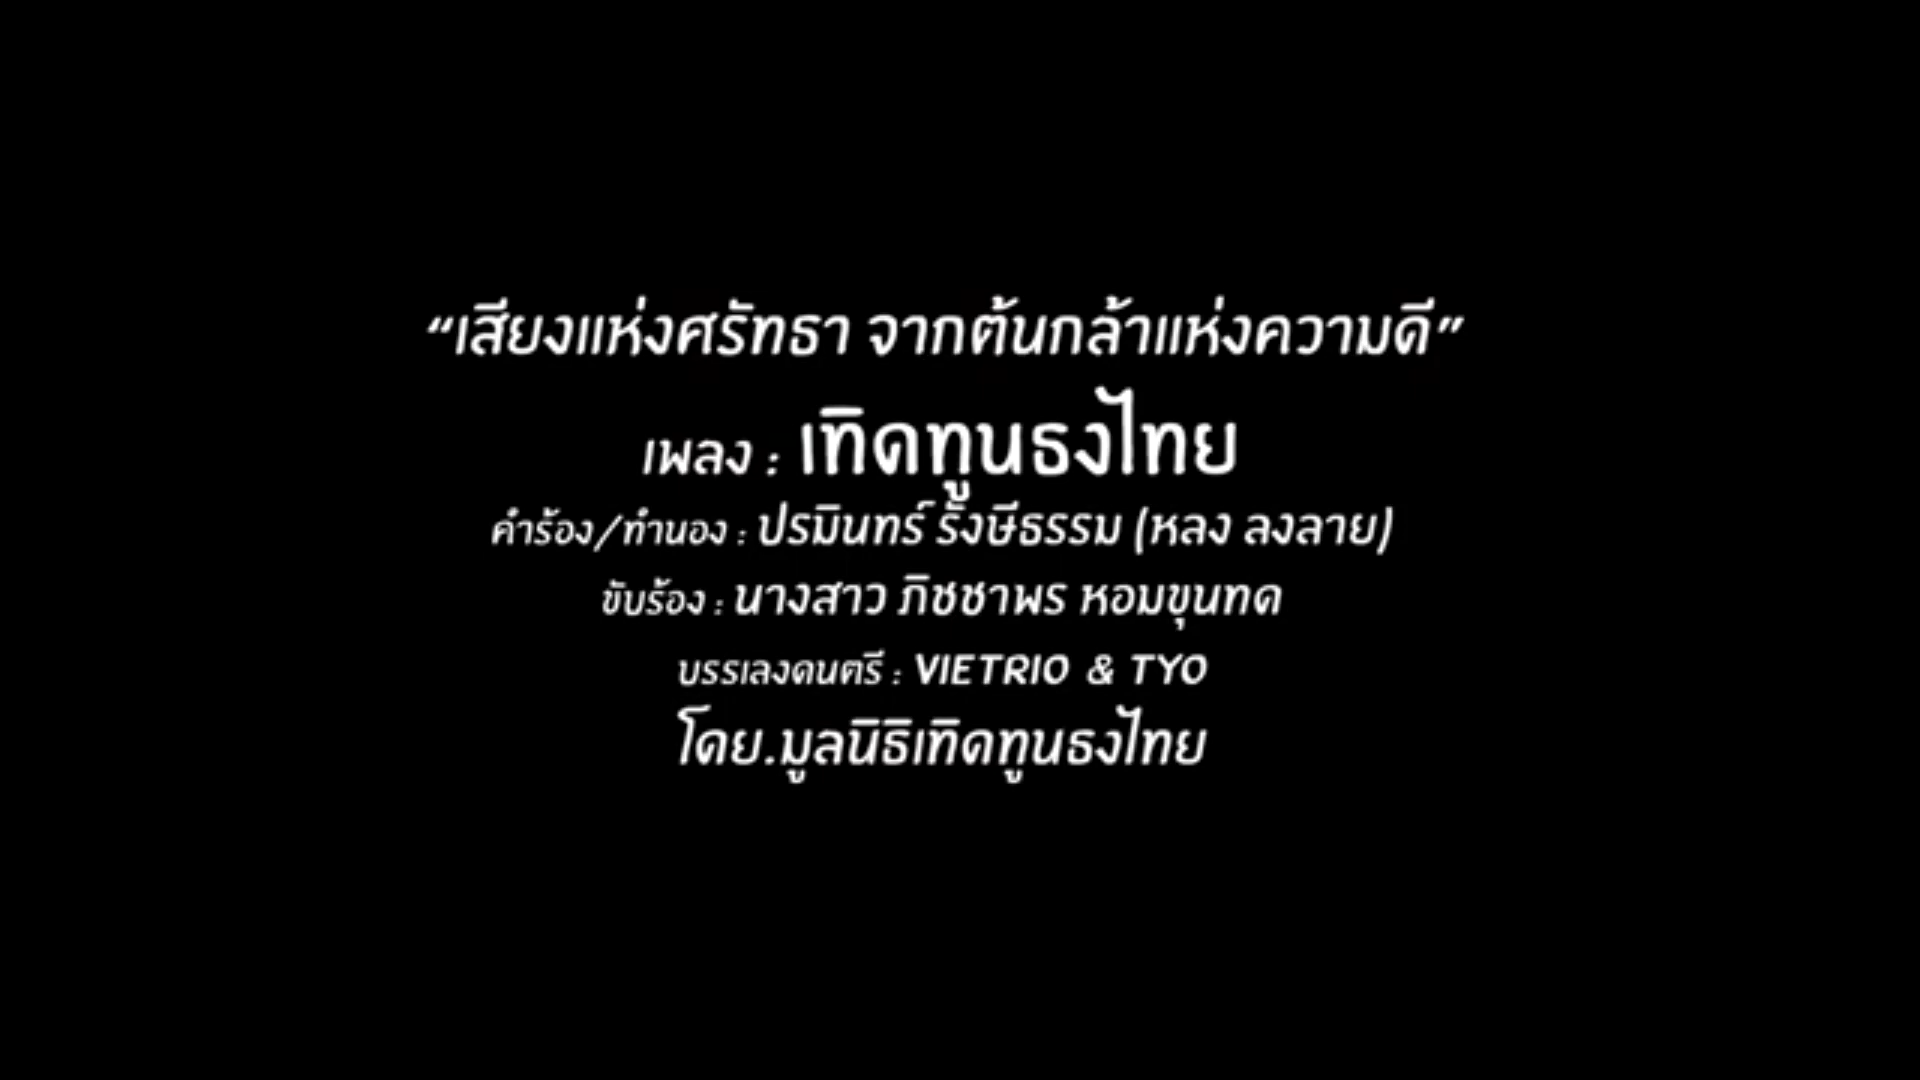 “เสียงแห่งศรัทธา จากต้นกล้าแห่งความดี”
เพลง : เทิดทูนธงไทย
คำร้อง/ทำนอง : ปรมินทร์ รังษีธรรม (หลง ลงลาย)
ขับร้อง : นางสาว ภิชชาพร หอมขุนทด
บรรเลงดนตรี : VIETRIO & TYO
โดย.มูลนิธิเทิดทูนธงไทย